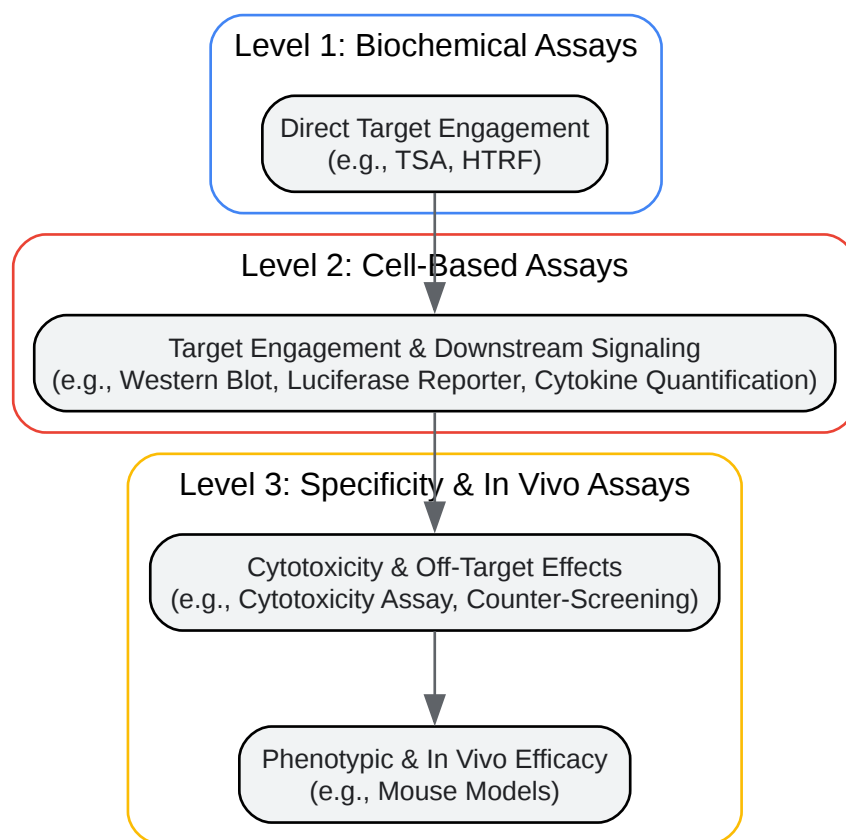 Level 1: Biochemical Assays
Direct Target Engagement
(e.g., TSA, HTRF)
Level 2: Cell-Based Assays
Target Engagement & Downstream Signaling
(e.g., Western Blot, Luciferase Reporter, Cytokine Quantification)
Level 3: Specificity & In Vivo Assays
Cytotoxicity & Off-Target Effects
(e.g., Cytotoxicity Assay, Counter-Screening)
Phenotypic & In Vivo Efficacy
(e.g., Mouse Models)